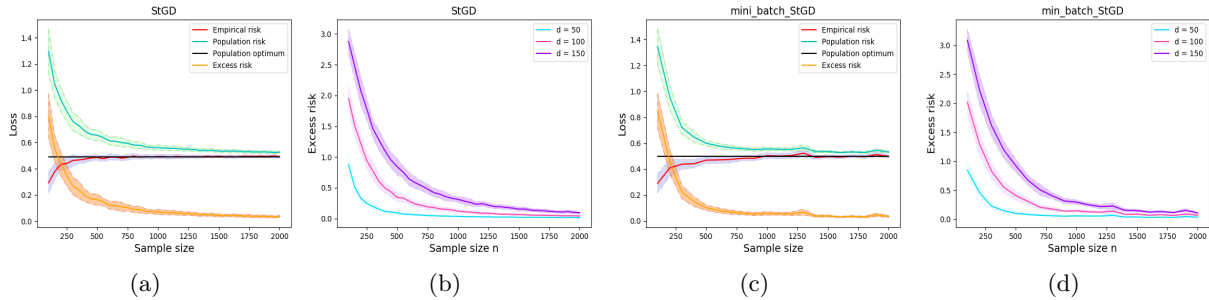 StGD
Loss
1.4
1.2
1.0
0.8
0.6
0.4
0.2
0.0
Empirical risk
Population risk
Population optimum
Excess risk
250 500 750 1000 1250 1500 1750 2000
Sample size
(a)
StGD
Excess risk
3.0
2.5
2.0
1.5
1.0
0.5
0.0
d = 50
d = 100
d = 150
250 500 750 1000 1250 1500 1750 2000
Sample size n
(b)
mini_batch_StGD
Loss
1.4
1.2
1.0
0.8
0.6
0.4
0.2
0.0
Empirical risk
Population risk
Population optimum
Excess risk
250 500 750 1000 1250 1500 1750 2000
Sample size
(c)
min_batch_StGD
Excess risk
4.0
3.5
3.0
2.5
2.0
1.5
1.0
0.5
0.0
d = 50
d = 100
d = 150
250 500 750 1000 1250 1500 1750 2000
Sample size n
(d)